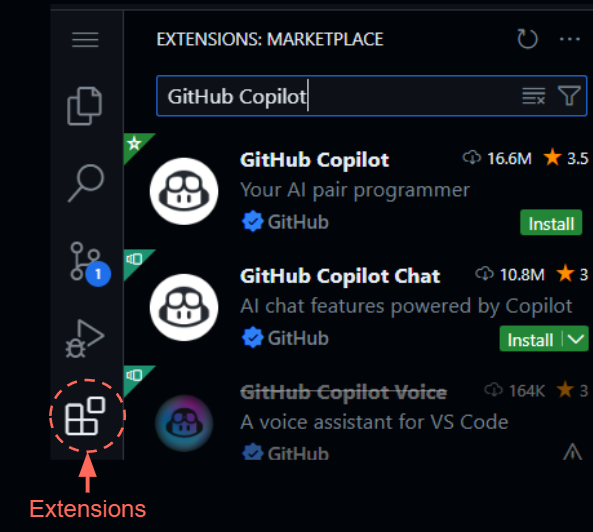 EXTENSIONS: MARKETPLACE
GitHub Copilot
GitHub Copilot 16.6M 3.5
Your AI pair programmer
GitHub
Install
1
GitHub Copilot Chat 10.8M 3
AI chat features powered by Copilot
GitHub
Install
GitHub Copilot Voice 164K 3
A voice assistant for VS Code
GitHub
Extensions